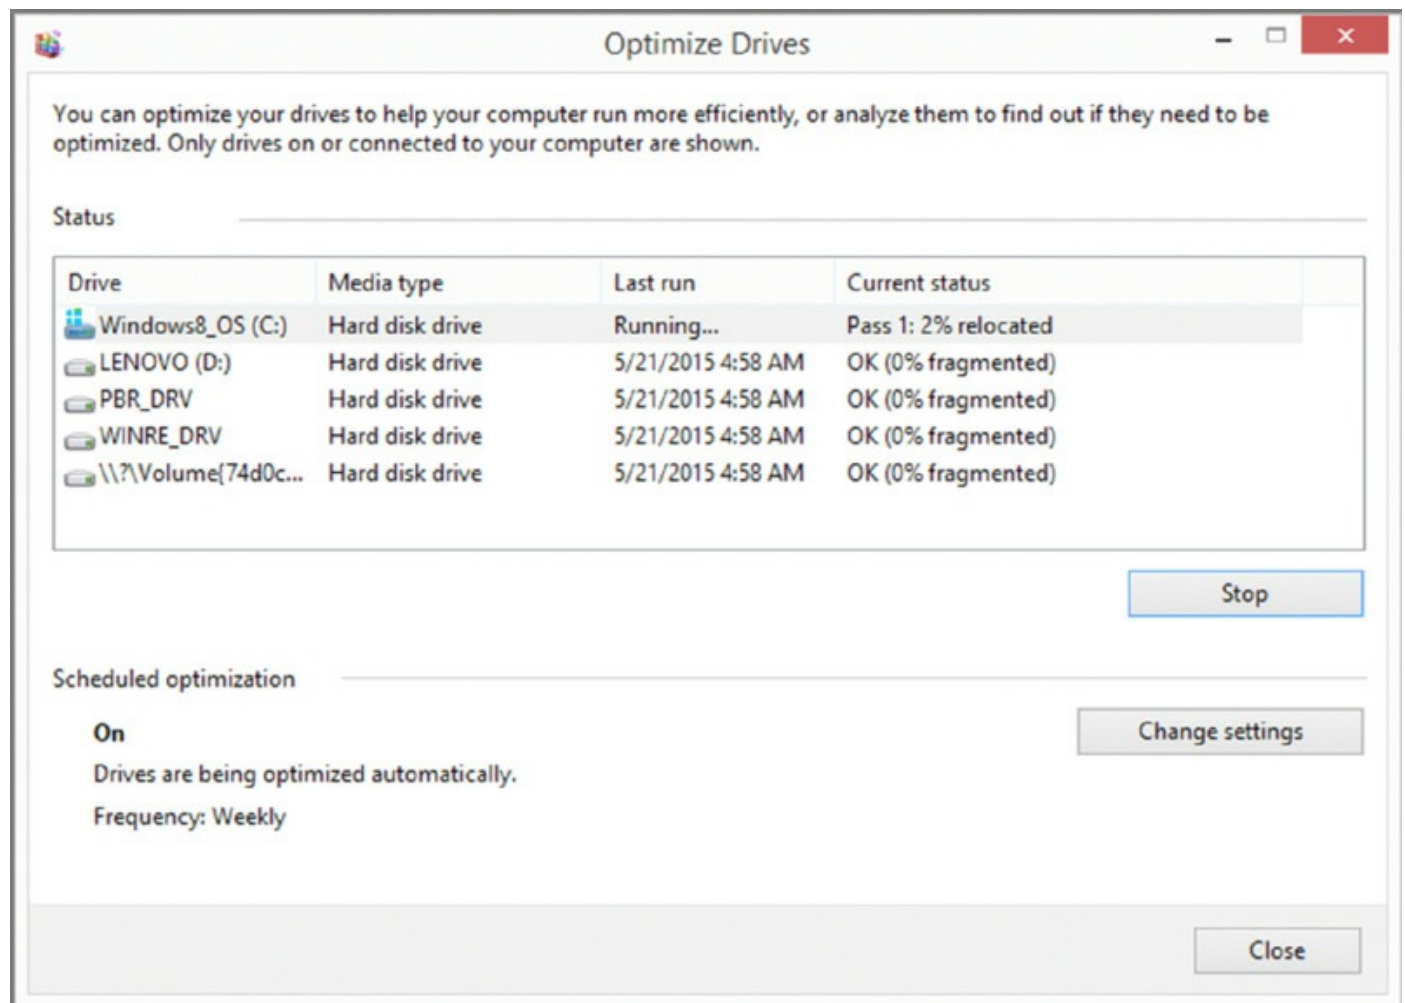 Optimize Drives
You can optimize your drives to help your computer run more efficiently, or analyze them to find out if they need to be
optimized. Only drives on or connected to your computer are shown.
Status
Drive Media type Last run Current status
Windows8_OS (C:) Hard disk drive Running... Pass 1: 2% relocated
LENOVO (D:) Hard disk drive 5/21/2015 4:58 AM OK (0% fragmented)
PBR_DRV Hard disk drive 5/21/2015 4:58 AM OK (0% fragmented)
WINRE_DRV Hard disk drive 5/21/2015 4:58 AM OK (0% fragmented)
\\?\Volume{74d0c... Hard disk drive 5/21/2015 4:58 AM OK (0% fragmented)
Stop
Scheduled optimization
On
Change settings
Drives are being optimized automatically.
Frequency: Weekly
Close